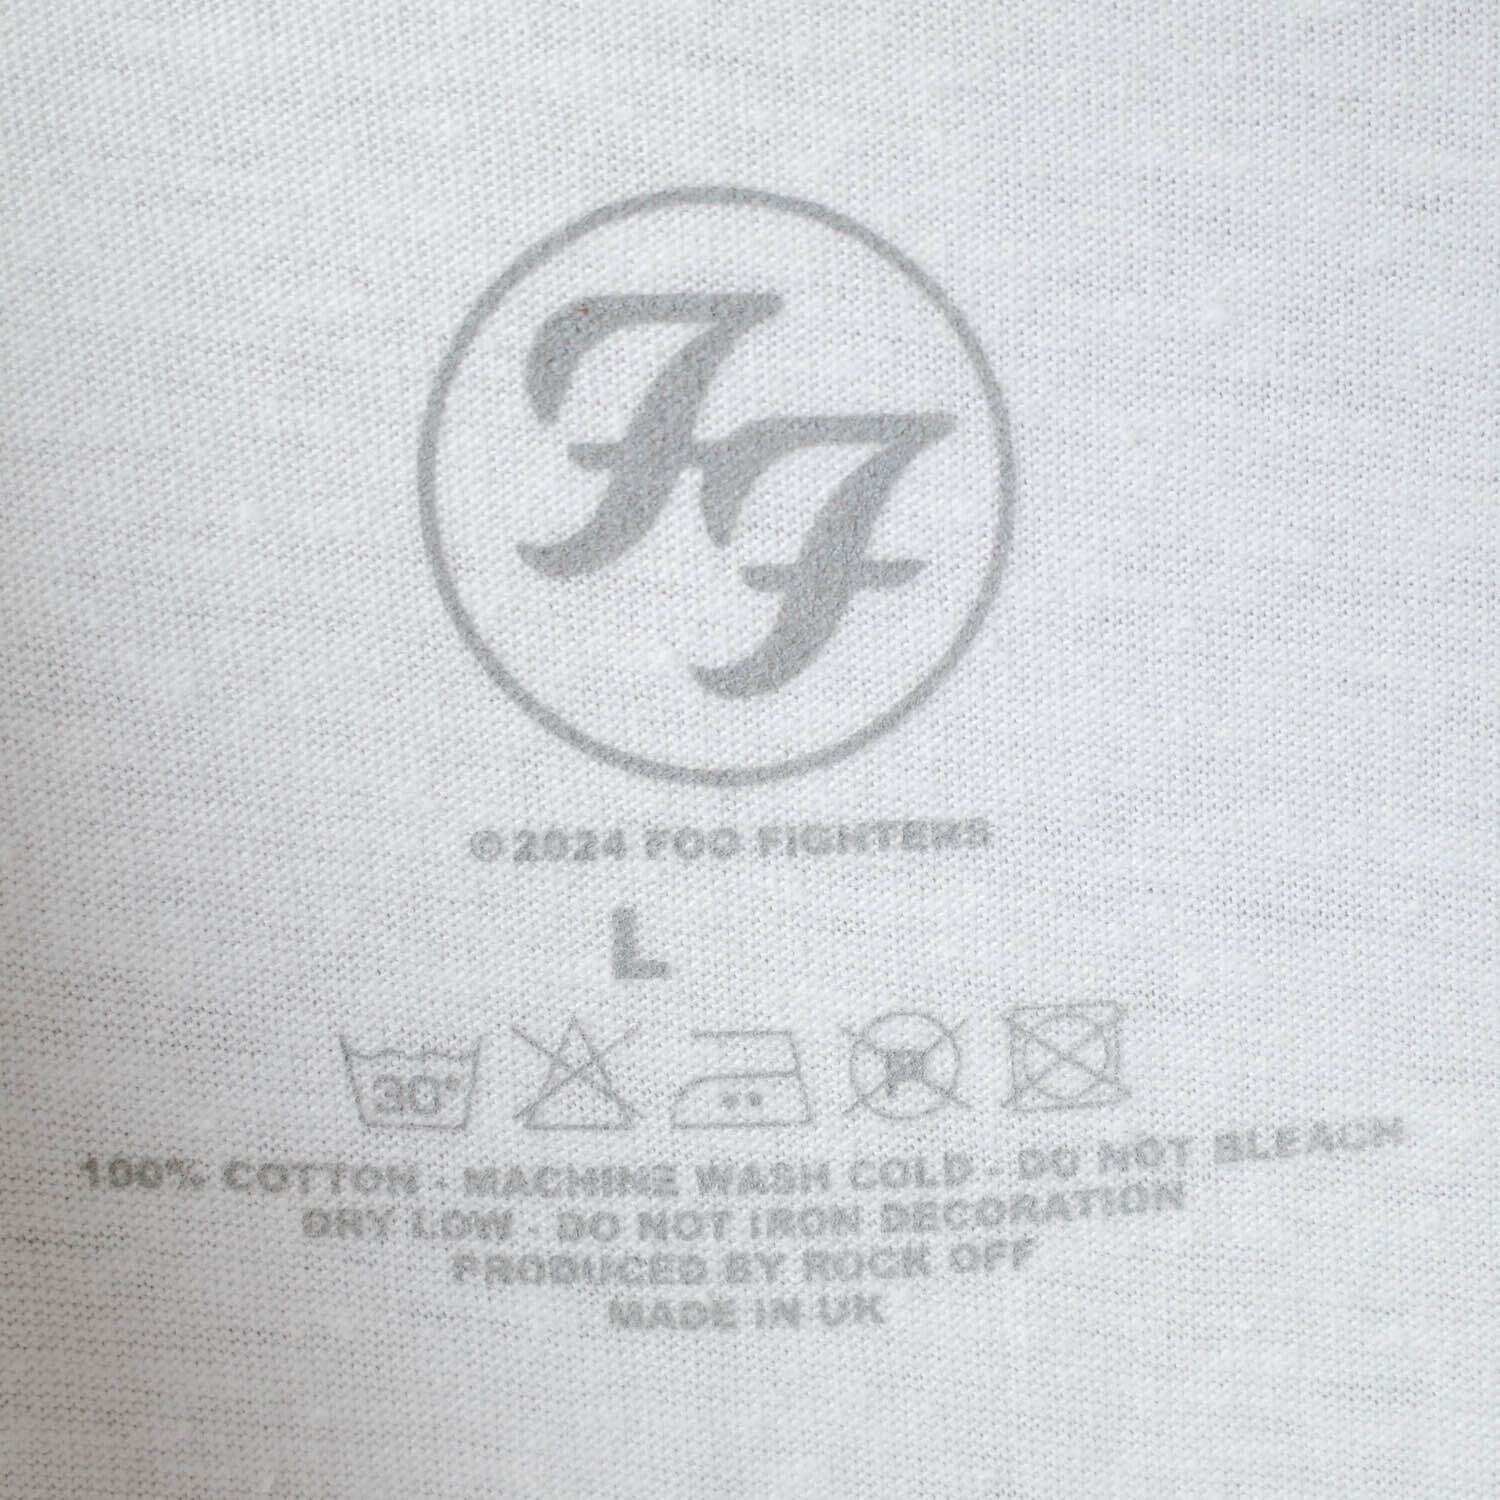 FF
©2024 FOO FIGHTERS
L
30° P
100% COTTON - MACHINE WASH COLD - DO NOT BLEACH
DRY LOW - DO NOT IRON DECORATION
PRODUCED BY ROCK OFF
MADE IN UK